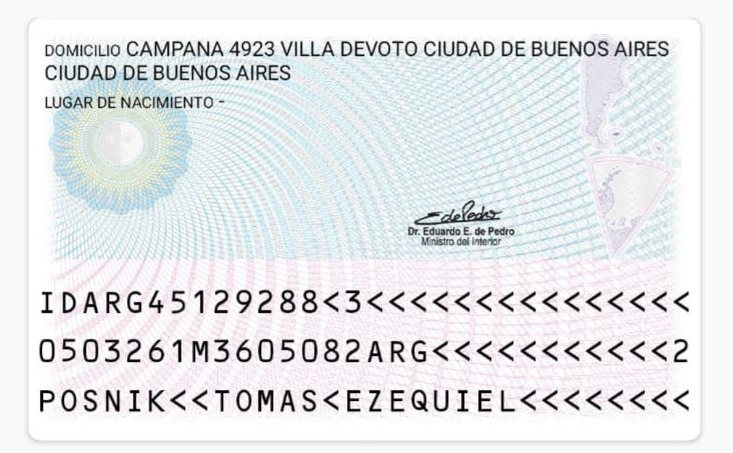 DOMICILIO CAMPANA 4923 VILLA DEVOTO CIUDAD DE BUENOS AIRES
CIUDAD DE BUENOS AIRES
LUGAR DE NACIMIENTO -
EdePedro
Dr. Eduardo E. de Pedro
Ministro del Interior
IDARG45129288<3<<<<<<<<<<<<<<<
0503261M3605082ARG<<<<<<<<<<<2
POSNIK<<TOMAS<EZEQUIEL<<<<<<<<